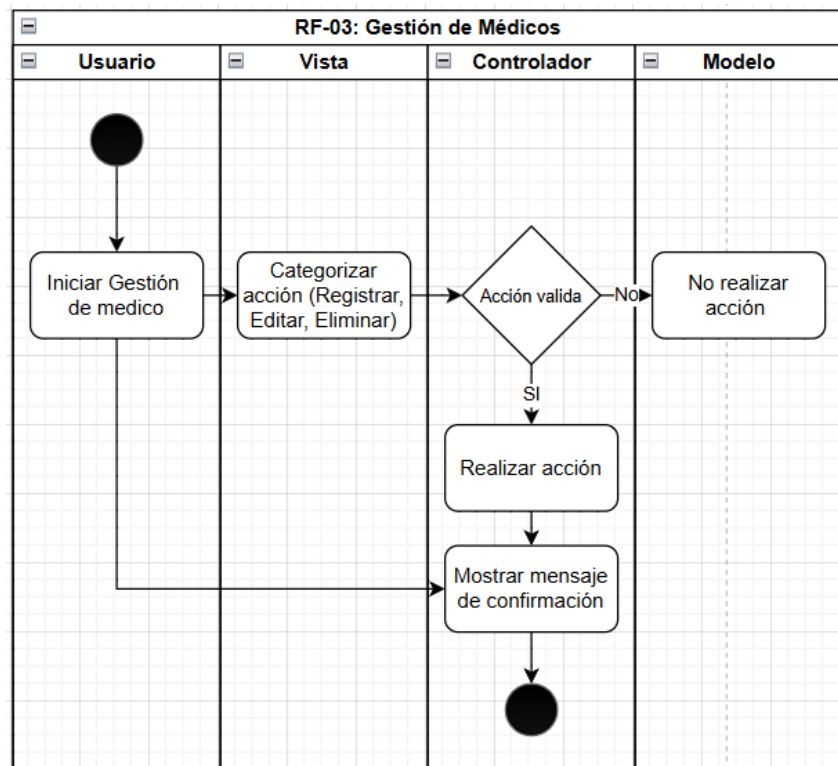 RF-03: Gestión de Médicos
Usuario
Vista
Controlador
Modelo
Iniciar Gestión
de medico
Categorizar
acción (Registrar,
Editar, Eliminar)
Acción valida
No
No realizar
acción
SI
Realizar acción
Mostrar mensaje
de confirmación